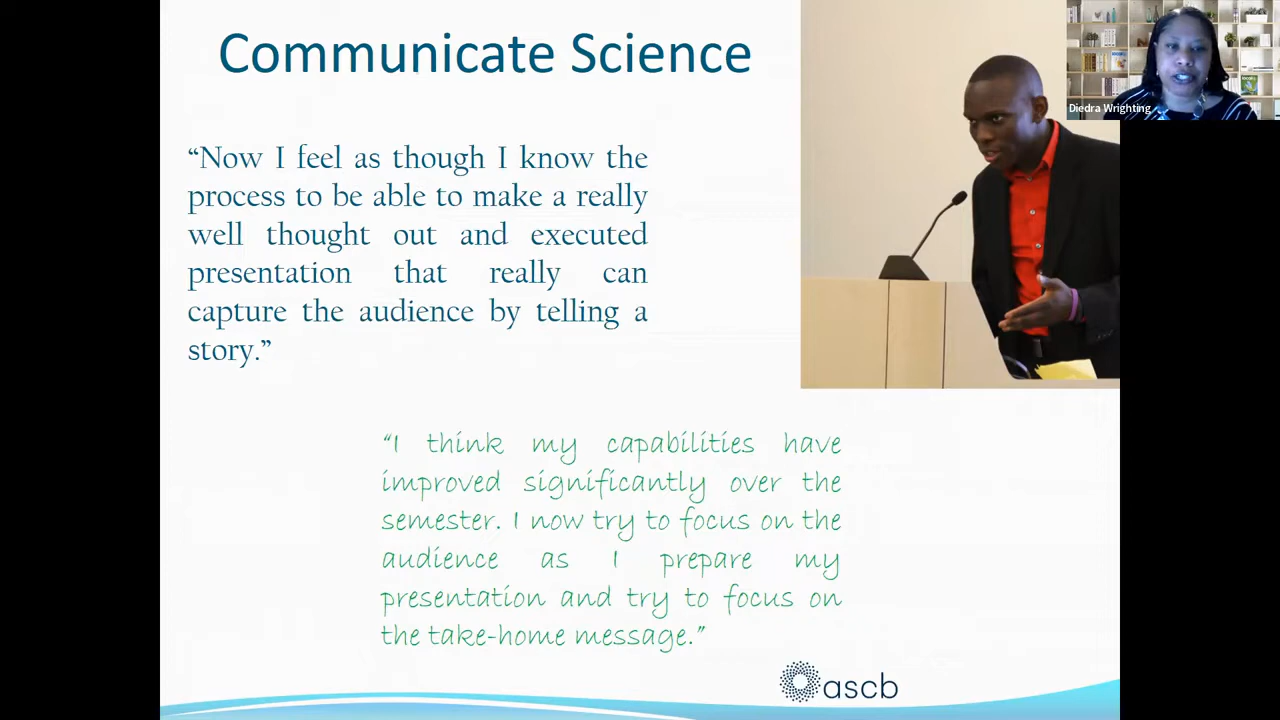 Communicate Science
Diedra Wrighting
“Now I feel as though I know the
process to be able to make a really
well thought out and executed
presentation that really can
capture the audience by telling a
story.”
“I think my capabilities have
improved significantly over the
semester. I now try to focus on the
audience as I prepare my
presentation and try to focus on
the take-home message.”
ascb